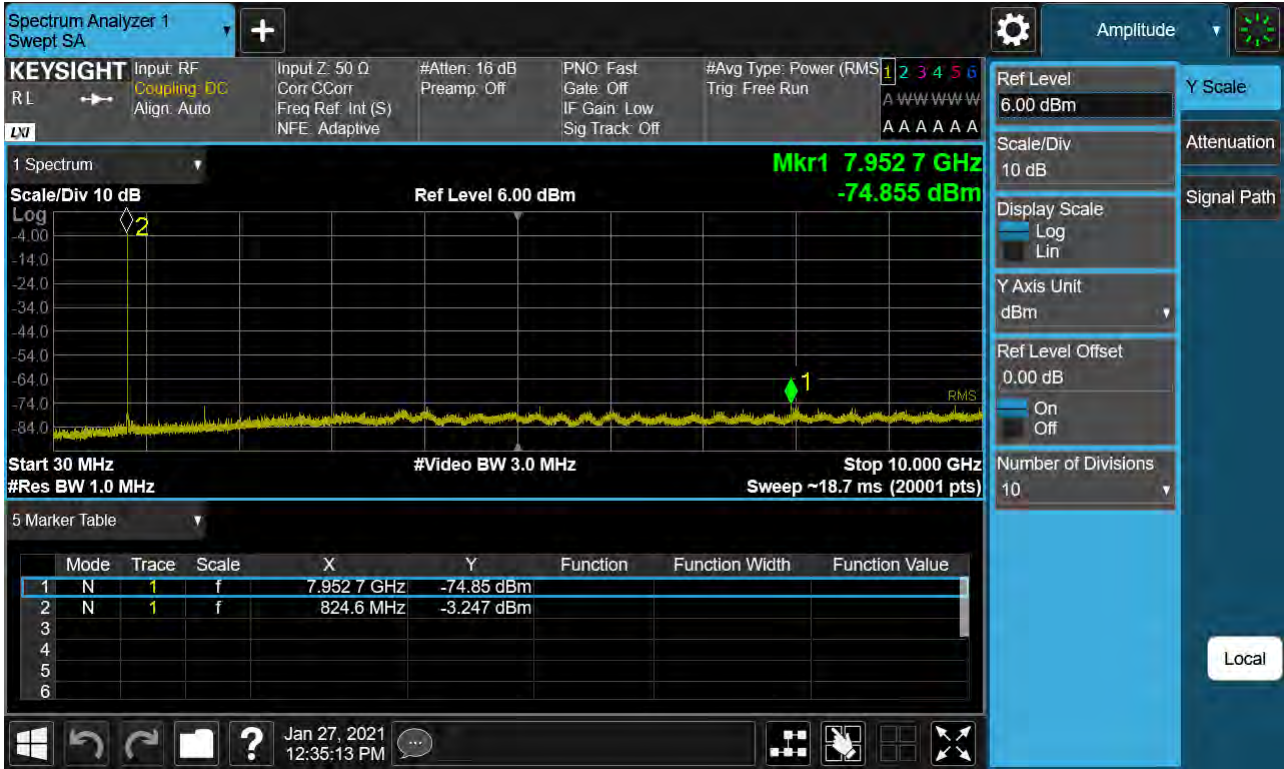 Spectrum Analyzer 1
Swept SA
+
Amplitude
KEYSIGHT
R L
LXI
Input: RF
Coupling: DC
Align: Auto
Input Z: 50 Ω
Corr CCorr
Freq Ref: Int (S)
NFE: Adaptive
#Atten: 16 dB
Preamp: Off
PNO: Fast
Gate: Off
IF Gain: Low
Sig Track: Off
#Avg Type: Power (RMS
Trig: Free Run
1 2 3 4 5 6
A W W W W W
A A A A A A
1 Spectrum
Mkr1 7.952 7 GHz
-74.855 dBm
Scale/Div 10 dB
Ref Level 6.00 dBm
Log
-4.00
-14.0
-24.0
-34.0
-44.0
-54.0
-64.0
-74.0
-84.0
2
1
RMS
Start 30 MHz
#Video BW 3.0 MHz
Stop 10.000 GHz
#Res BW 1.0 MHz
Sweep ~18.7 ms (20001 pts)
5 Marker Table
Mode Trace Scale X Y Function Function Width Function Value
1 N 1 f 7.952 7 GHz -74.85 dBm
2 N 1 f 824.6 MHz -3.247 dBm
3
4
5
6
Ref Level
6.00 dBm
Scale/Div
10 dB
Display Scale
Log
Lin
Y Axis Unit
dBm
Ref Level Offset
0.00 dB
On
Off
Number of Divisions
10
Y Scale
Attenuation
Signal Path
Local
?
Jan 27, 2021
12:35:13 PM